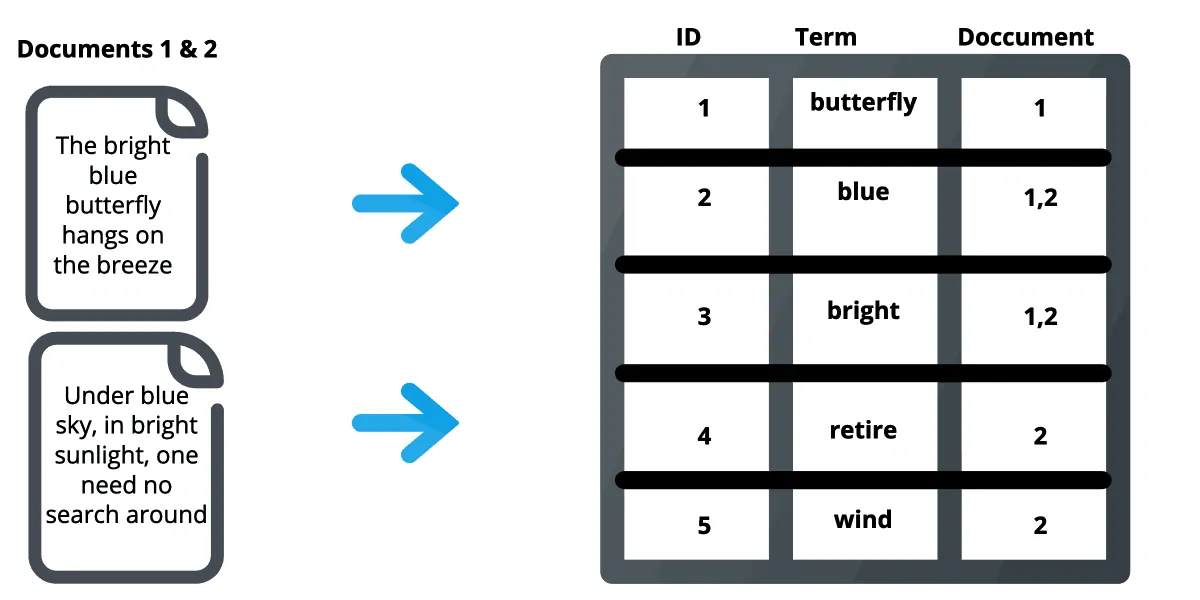 Documents 1 & 2
The bright
blue
butterfly
hangs on
the breeze
Under blue
sky, in bright
sunlight, one
need no
search around
ID Term Doccument
1 butterfly 1
2 blue 1,2
3 bright 1,2
4 retire 2
5 wind 2